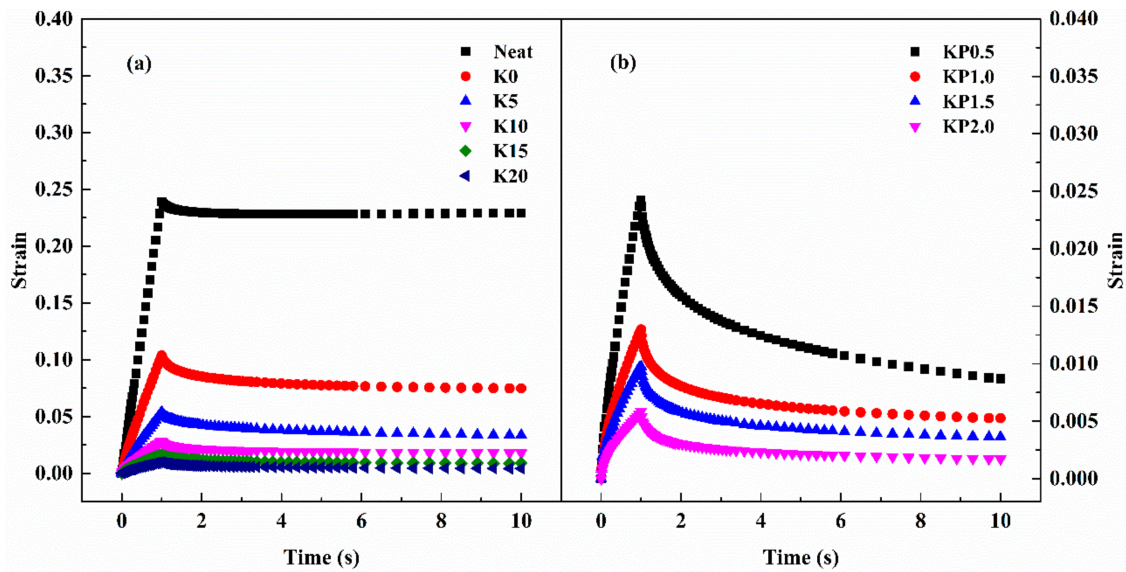 (a)
Neat
K0
K5
K10
K15
K20
0.40
0.35
0.30
0.25
0.20
0.15
0.10
0.05
0.00
Strain
0 2 4 6 8 10
Time (s)
(b)
KP0.5
KP1.0
KP1.5
KP2.0
0.040
0.035
0.030
0.025
0.020
0.015
0.010
0.005
0.000
Strain
0 2 4 6 8 10
Time (s)